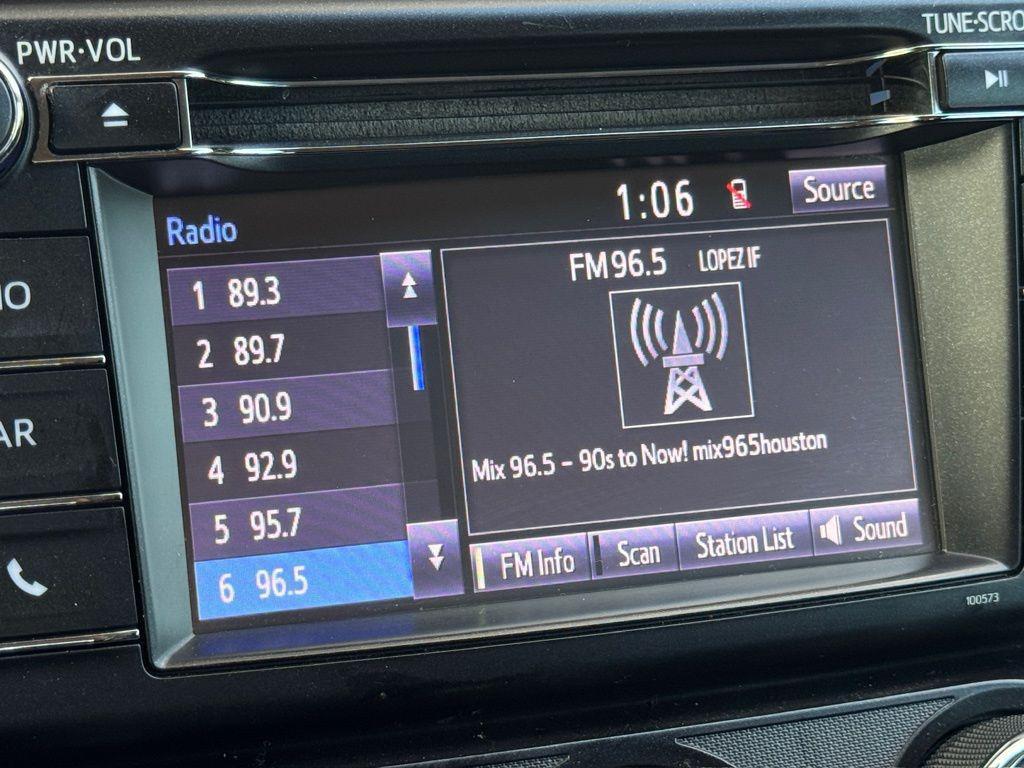 PWR·VOL
TUNE·SCRO
1:06
Source
Radio
FM 96.5 LOPEZ IF
1 89.3
2 89.7
3 90.9
4 92.9
5 95.7
6 96.5
Mix 96.5 – 90s to Now! mix965houston
FM Info
Scan
Station List
Sound
IO
AR
100573